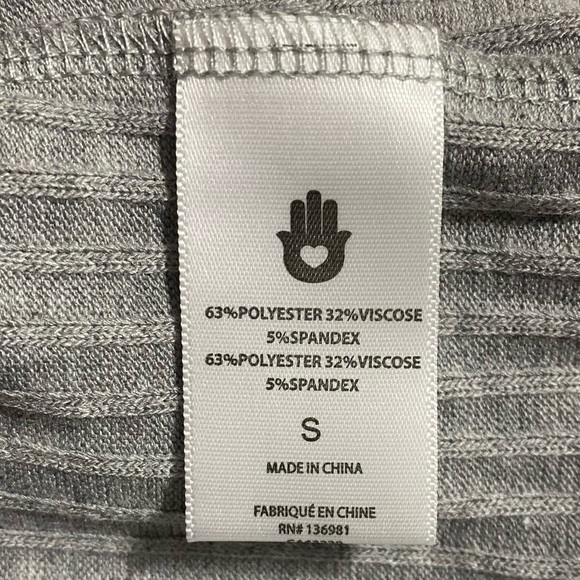 63%POLYESTER 32%VISCOSE
5%SPANDEX
63%POLYESTER 32%VISCOSE
5%SPANDEX
S
MADE IN CHINA
FABRIQUÉ EN CHINE
RN# 136981